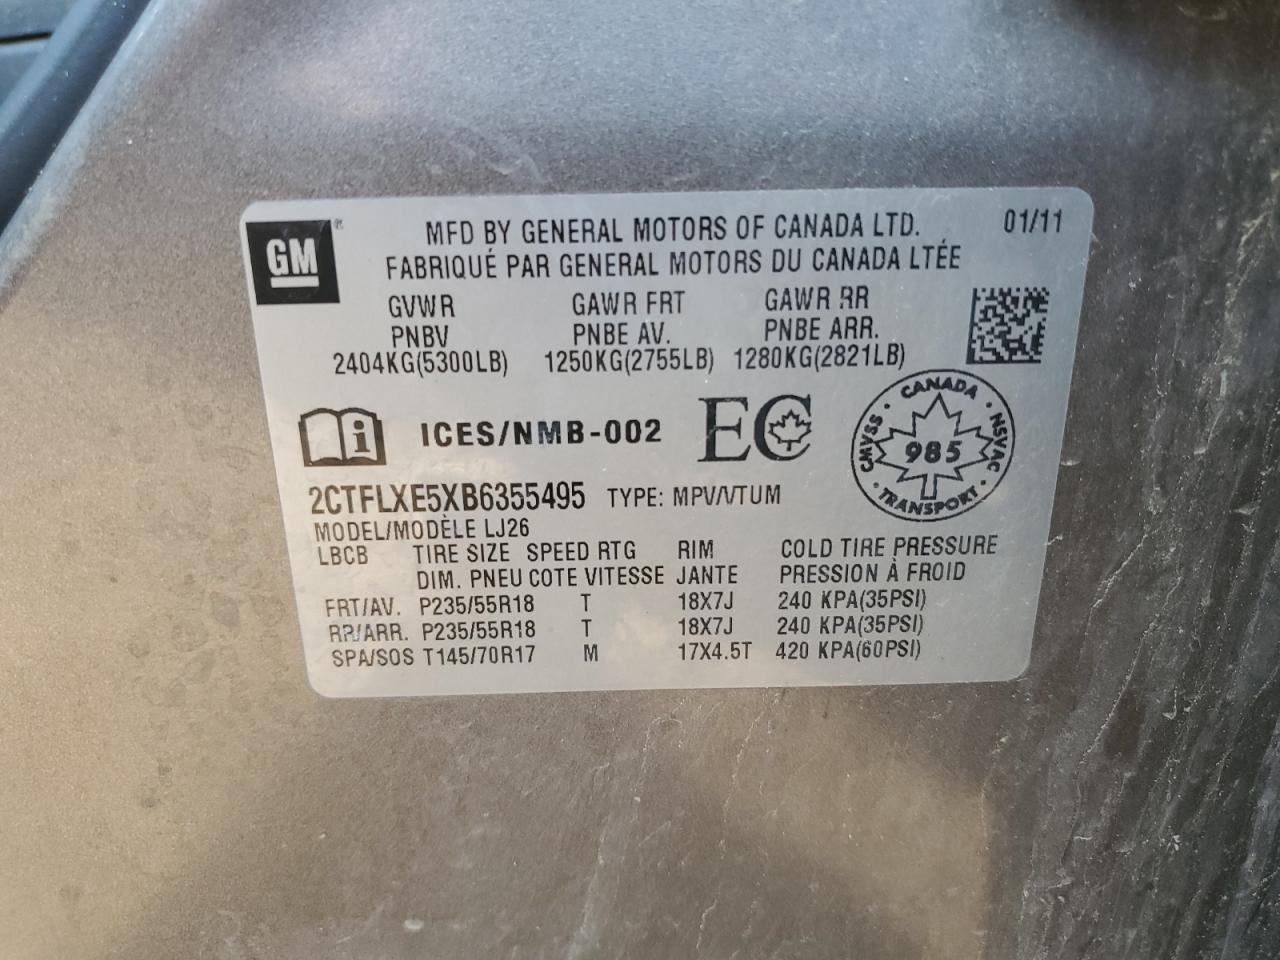 GM ®
MFD BY GENERAL MOTORS OF CANADA LTD. 01/11
FABRIQUÉ PAR GENERAL MOTORS DU CANADA LTÉE
GVWR GAWR FRT GAWR RR
PNBV PNBE AV. PNBE ARR.
2404KG(5300LB) 1250KG(2755LB) 1280KG(2821LB)
i ICES/NMB-002 EC
CANADA
CMVSS · 985 · NSVAC
TRANSPORT
2CTFLXE5XB6355495 TYPE: MPV/VTUM
MODEL/MODÈLE LJ26
LBCB TIRE SIZE SPEED RTG RIM COLD TIRE PRESSURE
DIM. PNEU COTE VITESSE JANTE PRESSION À FROID
FRT/AV. P235/55R18 T 18X7J 240 KPA(35PSI)
RR/ARR. P235/55R18 T 18X7J 240 KPA(35PSI)
SPA/SOS T145/70R17 M 17X4.5T 420 KPA(60PSI)